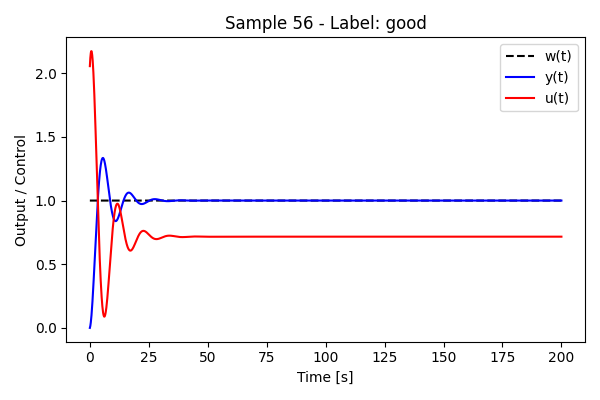 Sample 56 - Label: good
w(t)
y(t)
u(t)
Output / Control
2.0
1.5
1.0
0.5
0.0
0 25 50 75 100 125 150 175 200
Time [s]